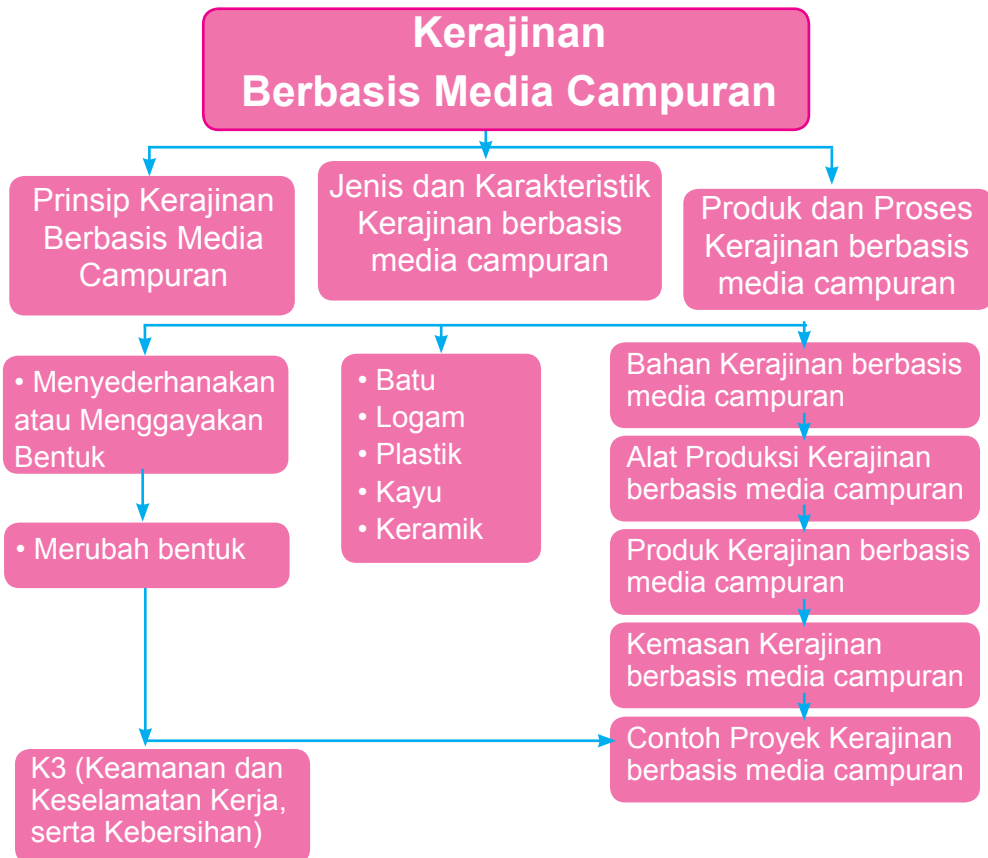 Kerajinan
Berbasis Media Campuran
Prinsip Kerajinan
Berbasis Media
Campuran
Jenis dan Karakteristik
Kerajinan berbasis
media campuran
Produk dan Proses
Kerajinan berbasis
media campuran
• Menyederhanakan
atau Menggayakan
Bentuk
• Merubah bentuk
K3 (Keamanan dan
Keselamatan Kerja,
serta Kebersihan)
• Batu
• Logam
• Plastik
• Kayu
• Keramik
Bahan Kerajinan berbasis
media campuran
Alat Produksi Kerajinan
berbasis media campuran
Produk Kerajinan berbasis
media campuran
Kemasan Kerajinan
berbasis media campuran
Contoh Proyek Kerajinan
berbasis media campuran